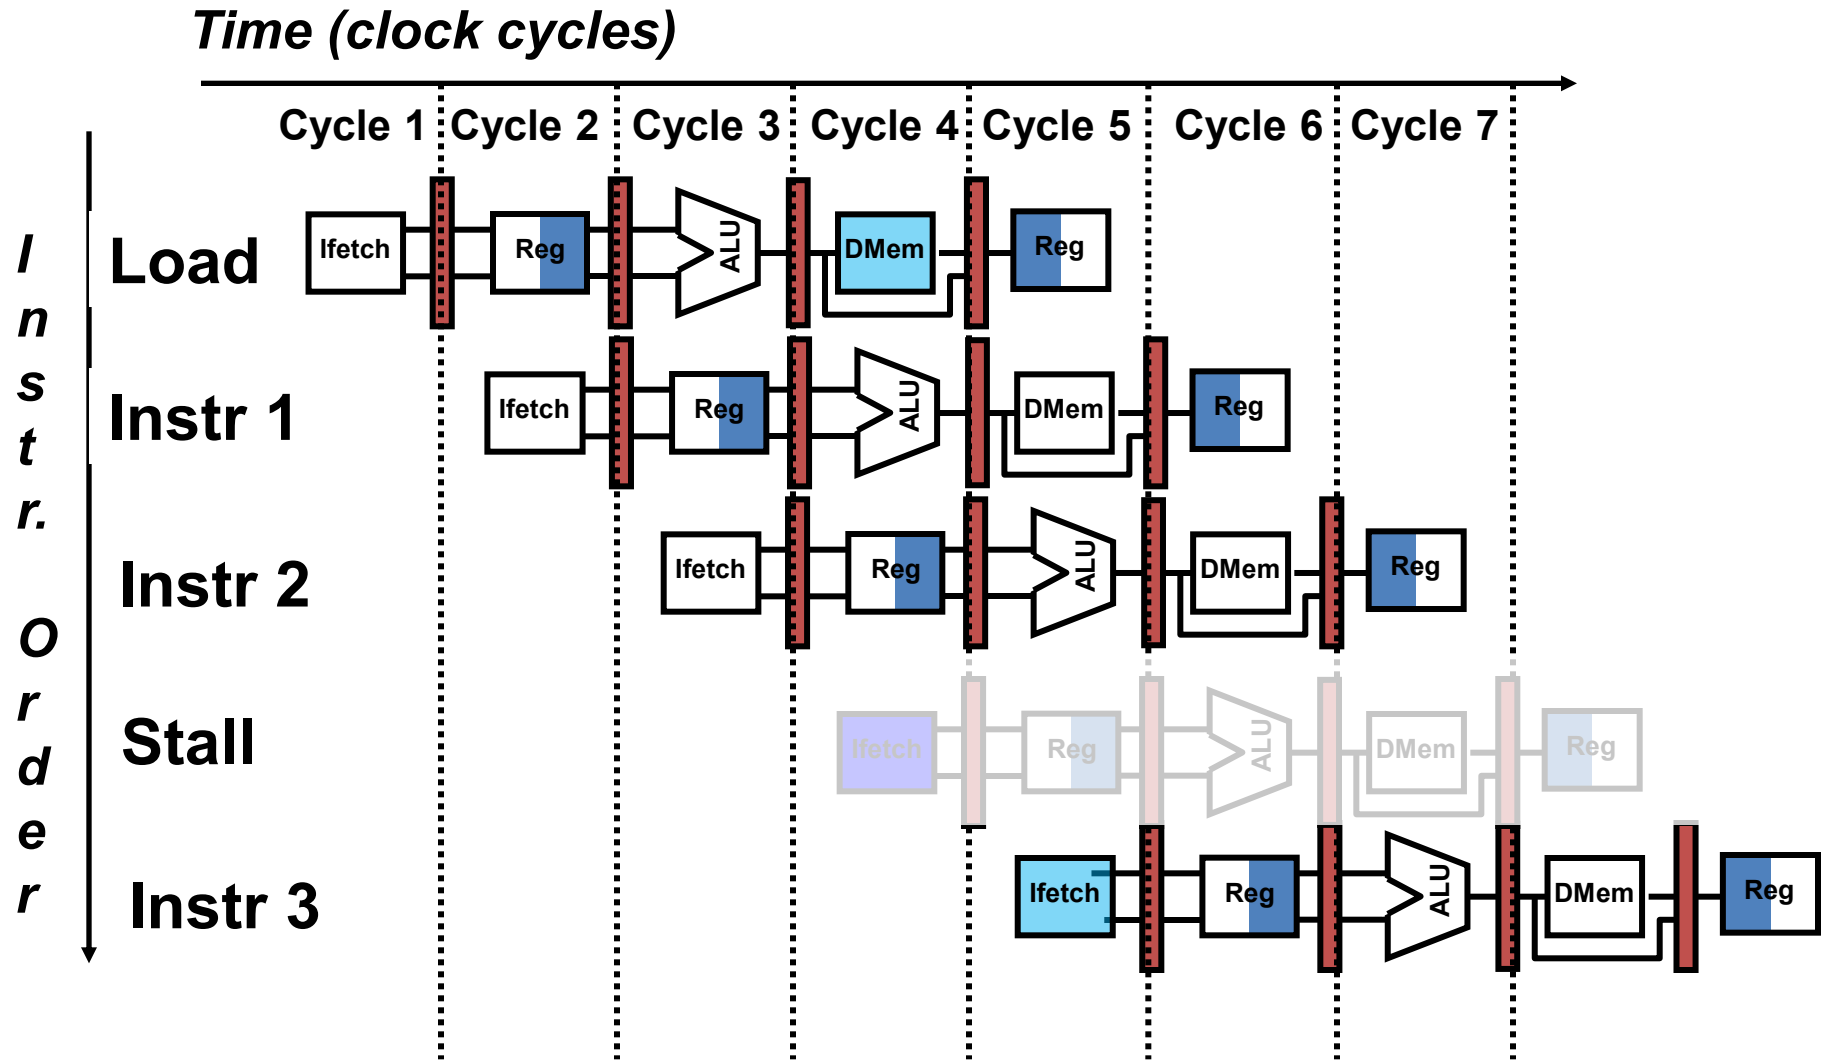 Time (clock cycles)
Cycle 1 Cycle 2 Cycle 3 Cycle 4 Cycle 5 Cycle 6 Cycle 7
Instr. Order
Load Ifetch Reg ALU DMem Reg
Instr 1 Ifetch Reg ALU DMem Reg
Instr 2 Ifetch Reg ALU DMem Reg
Stall Ifetch Reg ALU DMem Reg
Instr 3 Ifetch Reg ALU DMem Reg